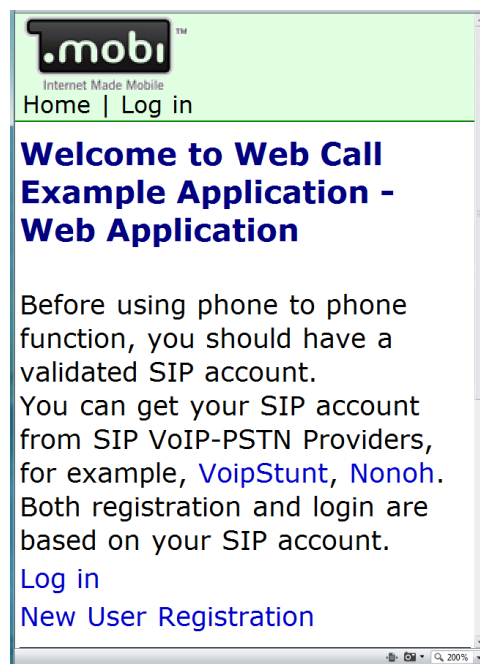 .mobi ™
Internet Made Mobile
Home | Log in
Welcome to Web Call
Example Application -
Web Application
Before using phone to phone
function, you should have a
validated SIP account.
You can get your SIP account
from SIP VoIP-PSTN Providers,
for example, VoipStunt, Nonoh.
Both registration and login are
based on your SIP account.
Log in
New User Registration
200%